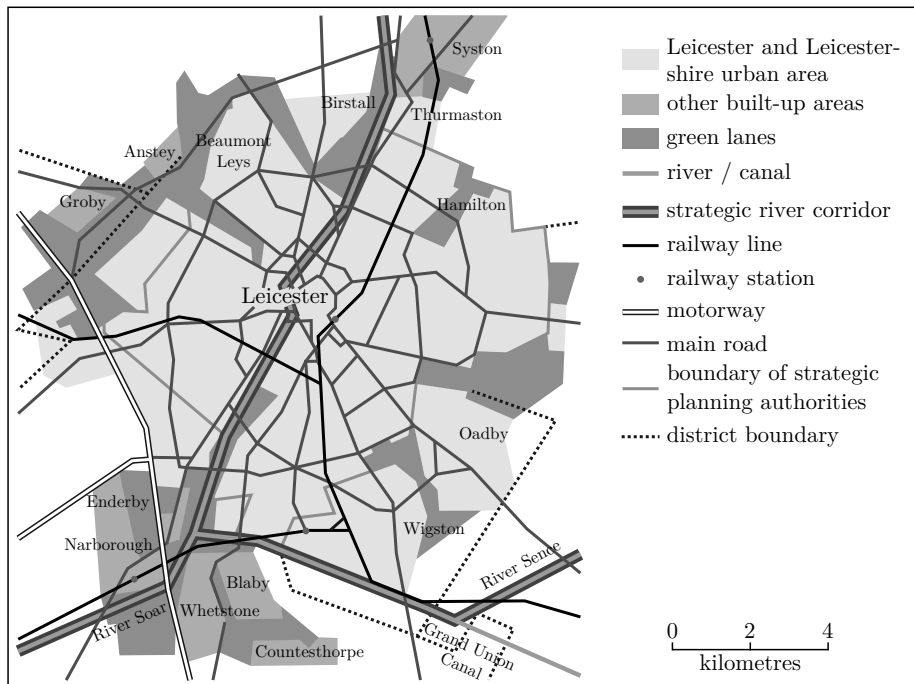 Syston
Birstall
Thurmaston
Beaumont
Leys
Anstey
Groby
Hamilton
Leicester
Oadby
Enderby
Wigston
Narborough
Blaby
River Sence
Whetstone
River Soar
Grand Union
Canal
Countesthorpe
Leicester and Leicester-
shire urban area
other built-up areas
green lanes
river / canal
strategic river corridor
railway line
railway station
motorway
main road
boundary of strategic
planning authorities
district boundary
0 2 4
kilometres